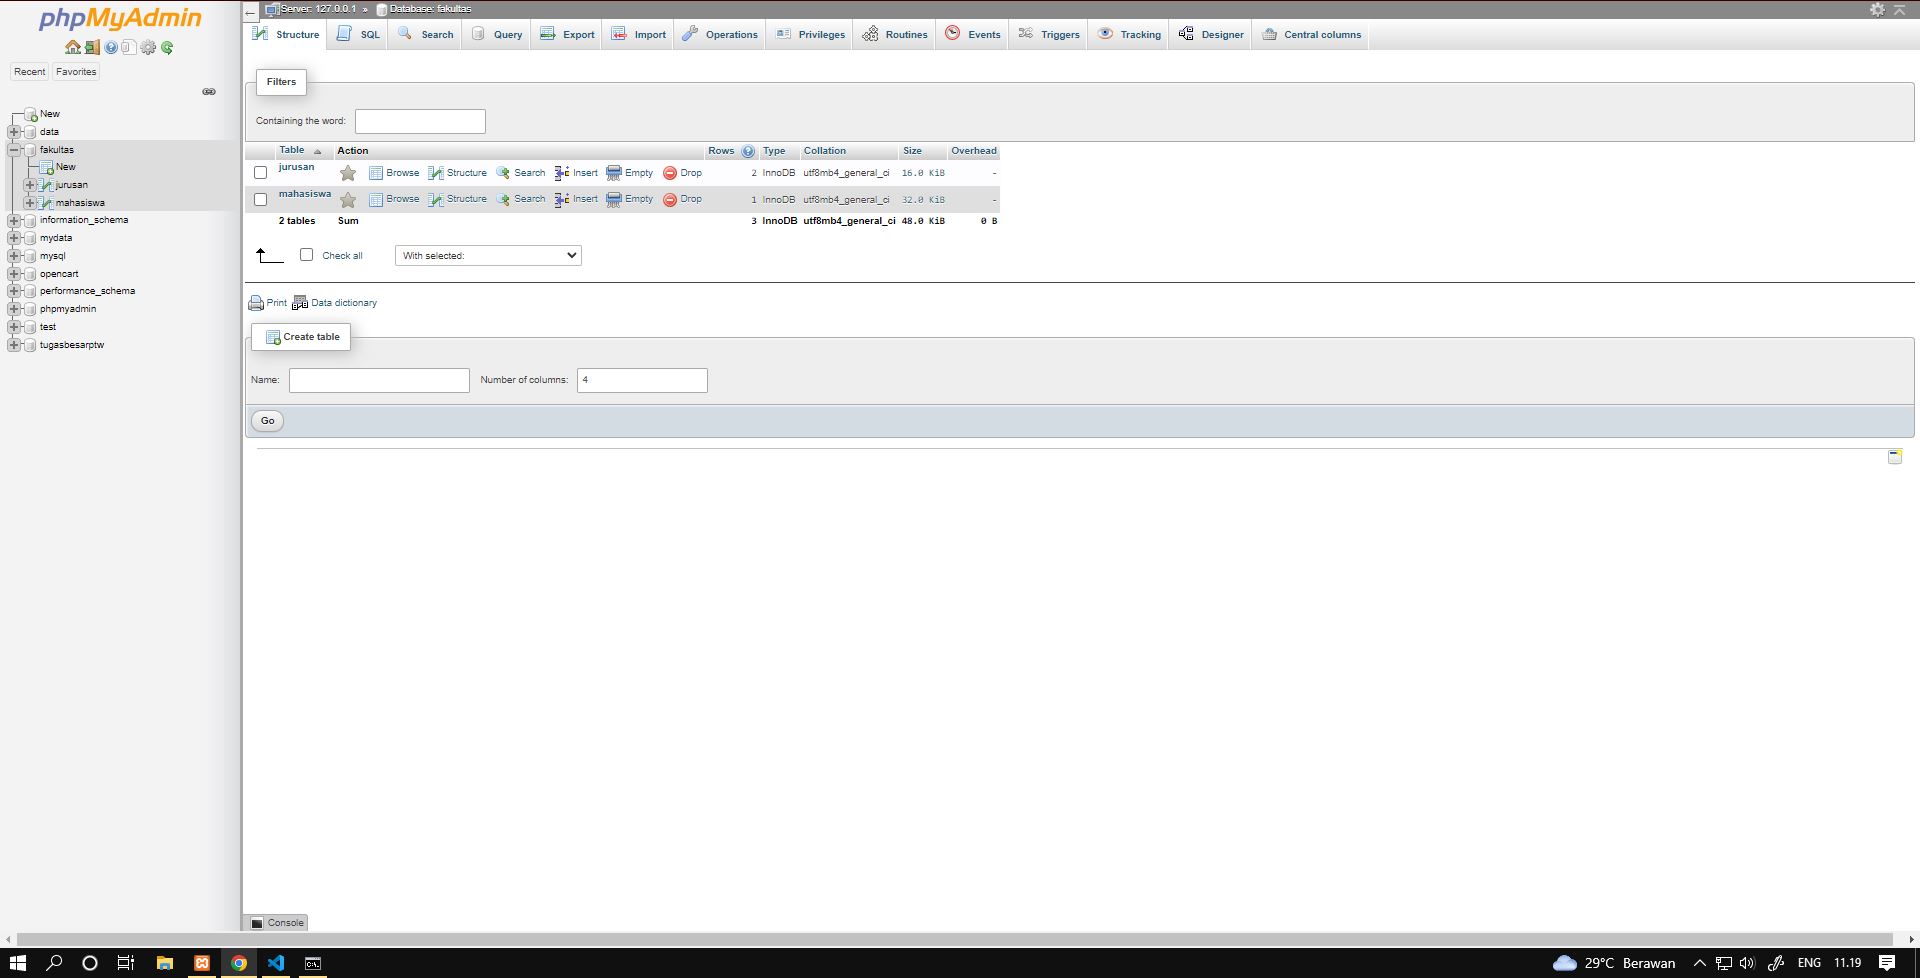 phpMyAdmin
Recent Favorites
New
data
fakultas
New
jurusan
mahasiswa
information_schema
mydata
mysql
opencart
performance_schema
phpmyadmin
test
tugasbesarptw
Server: 127.0.0.1 » Database: fakultas
Structure SQL Search Query Export Import Operations Privileges Routines Events Triggers Tracking Designer Central columns
Filters
Containing the word:
Table Action Rows Type Collation Size Overhead
jurusan Browse Structure Search Insert Empty Drop 2 InnoDB utf8mb4_general_ci 16.0 KiB -
mahasiswa Browse Structure Search Insert Empty Drop 1 InnoDB utf8mb4_general_ci 32.0 KiB -
2 tables Sum 3 InnoDB utf8mb4_general_ci 48.0 KiB 0 B
Check all With selected:
Print Data dictionary
Create table
Name: Number of columns: 4
Go
Console
29°C Berawan ENG 11.19